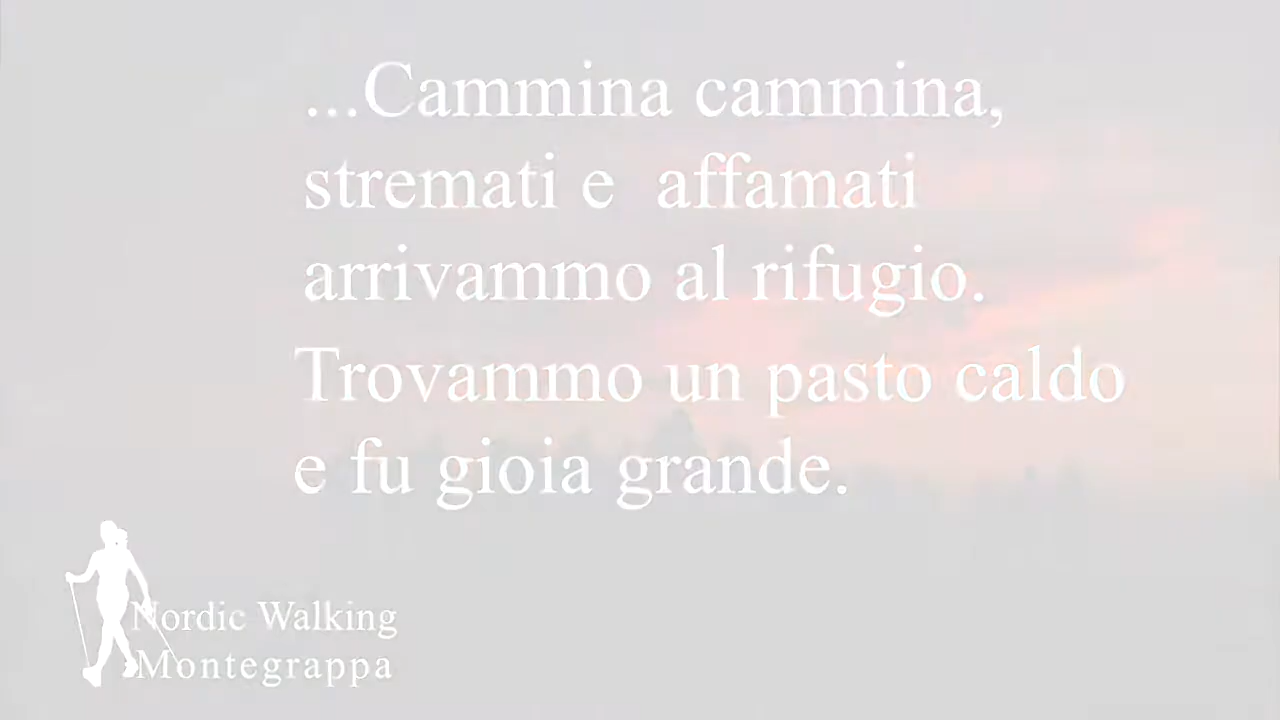 ...Cammina cammina,
stremati e  affamati
arrivammo al rifugio.
Trovammo un pasto caldo
e fu gioia grande.
Nordic Walking
Montegrappa